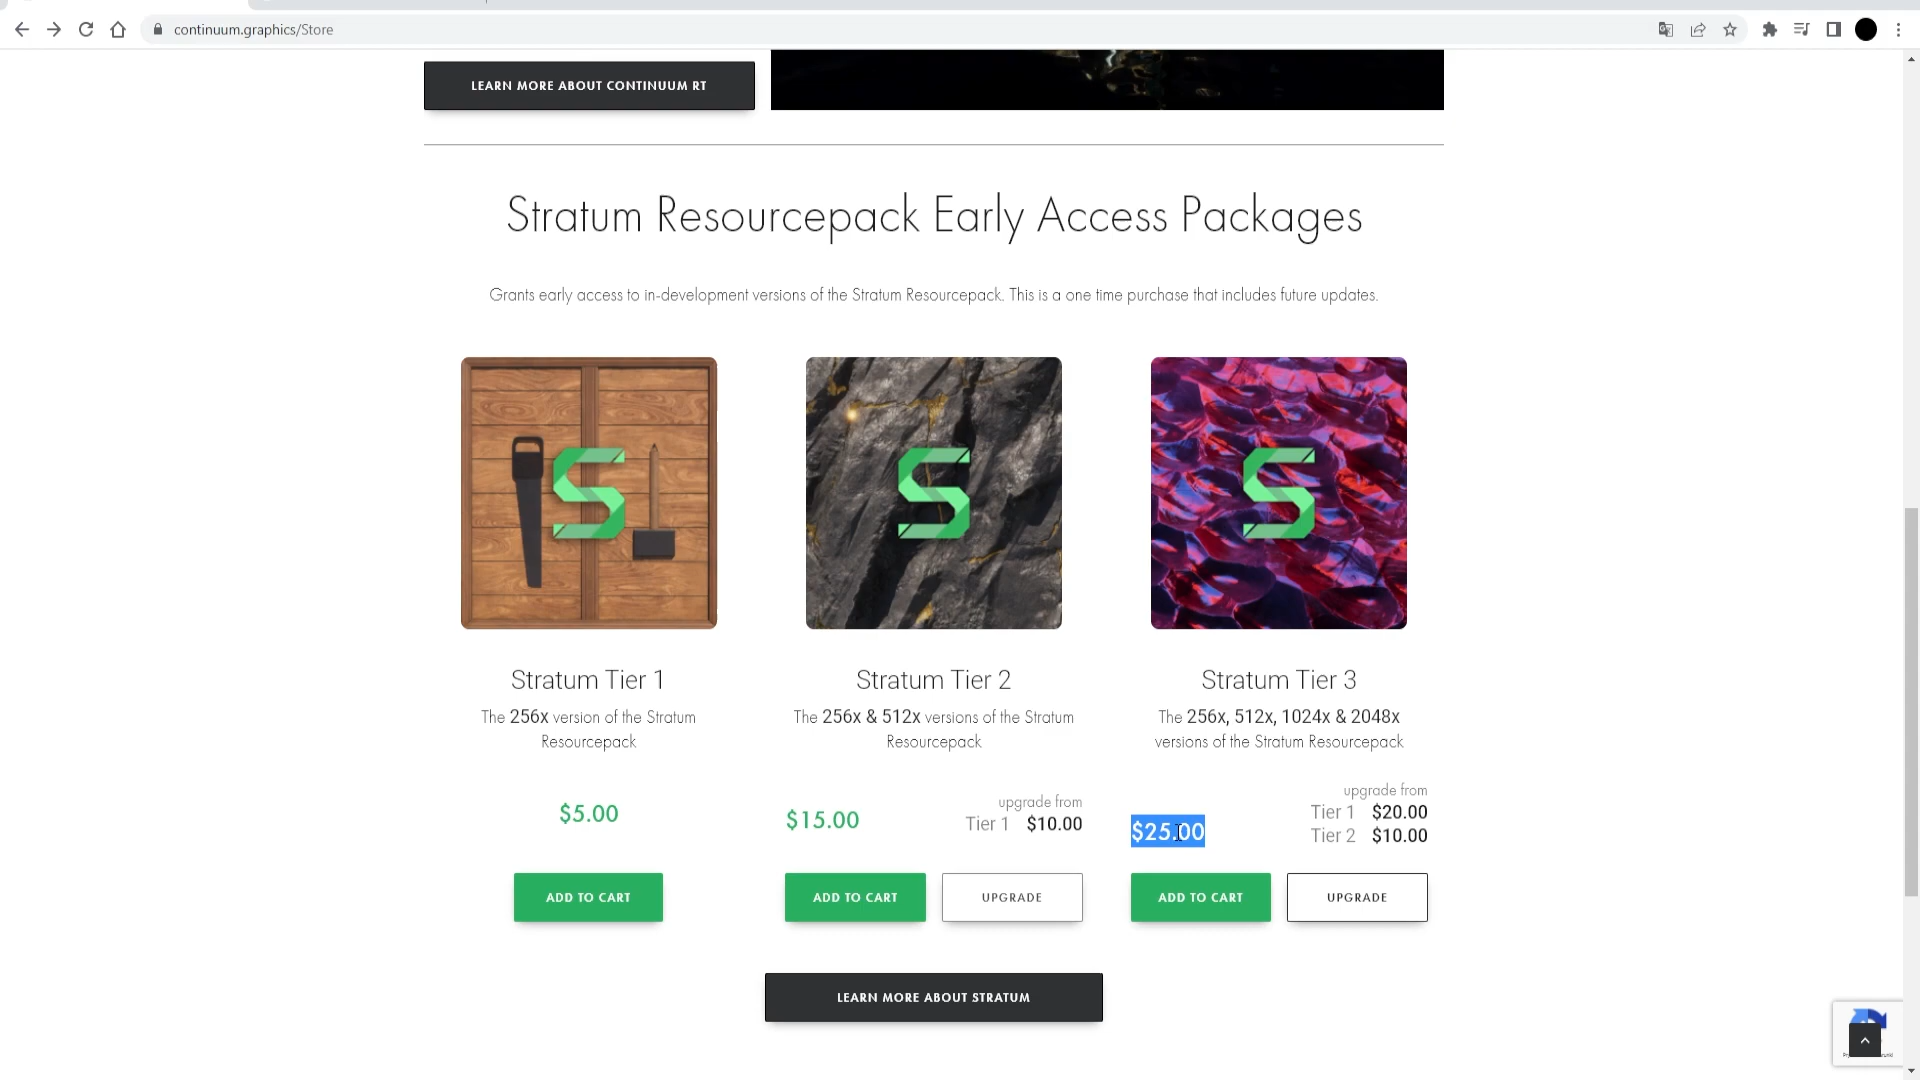 continuum.graphics/Store
LEARN MORE ABOUT CONTINUUM RT
Stratum Resourcepack Early Access Packages
Grants early access to in-development versions of the Stratum Resourcepack. This is a one time purchase that includes future updates.
Stratum Tier 1
The 256x version of the Stratum
Resourcepack
$5.00
ADD TO CART
Stratum Tier 2
The 256x & 512x versions of the Stratum
Resourcepack
$15.00
upgrade from
Tier 1 $10.00
ADD TO CART
UPGRADE
Stratum Tier 3
The 256x, 512x, 1024x & 2048x
versions of the Stratum Resourcepack
$25.00
upgrade from
Tier 1 $20.00
Tier 2 $10.00
ADD TO CART
UPGRADE
LEARN MORE ABOUT STRATUM